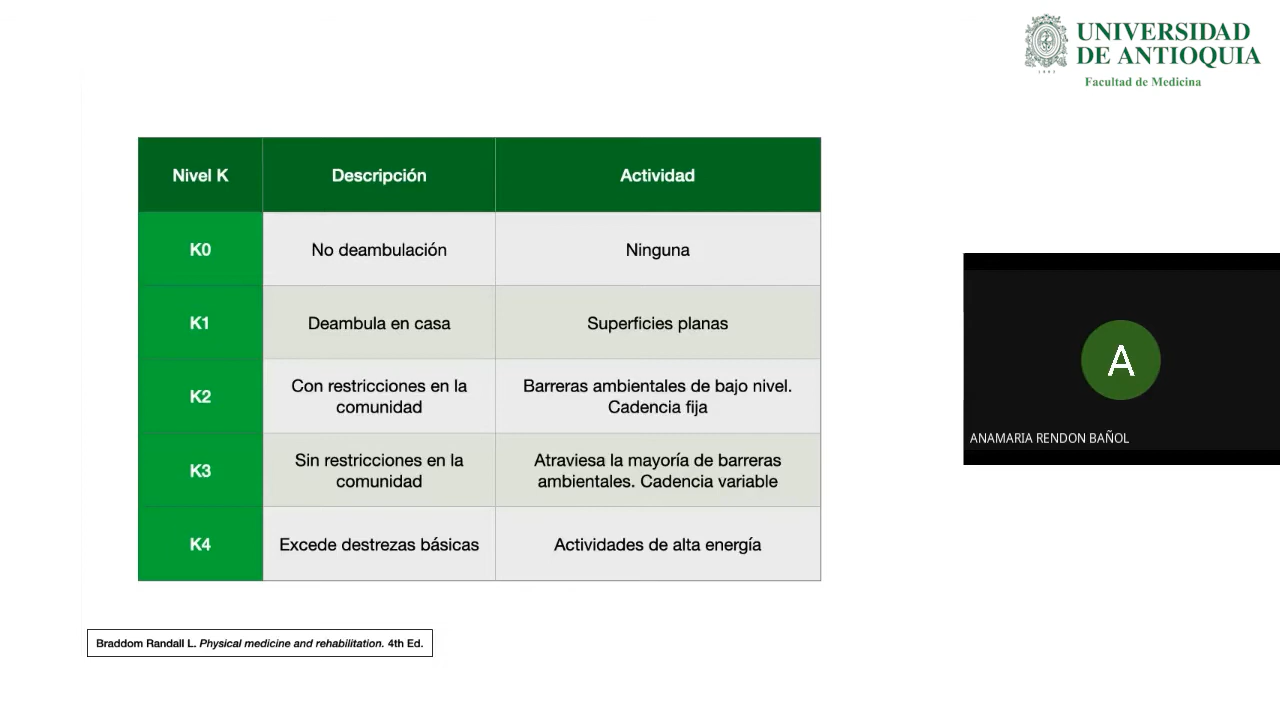 UNIVERSIDAD
DE ANTIOQUIA
1803
Facultad de Medicina
Nivel K Descripción Actividad
K0 No deambulación Ninguna
K1 Deambula en casa Superficies planas
K2 Con restricciones en la comunidad Barreras ambientales de bajo nivel. Cadencia fija
K3 Sin restricciones en la comunidad Atraviesa la mayoría de barreras ambientales. Cadencia variable
K4 Excede destrezas básicas Actividades de alta energía
A
ANAMARIA RENDON BAÑOL
Braddom Randall L. Physical medicine and rehabilitation. 4th Ed.